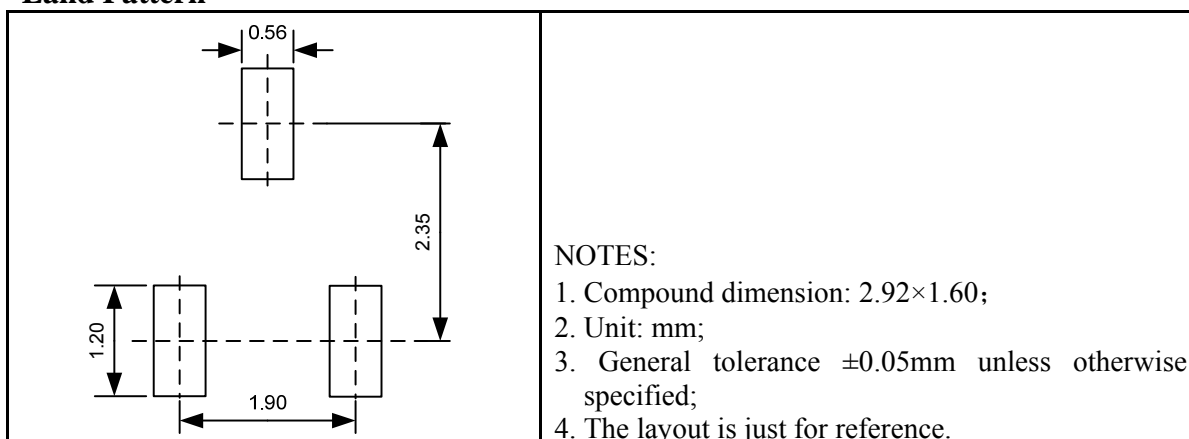 Land Pattern
0.56
2.35
1.20
1.90
NOTES:
1. Compound dimension: 2.92×1.60；
2. Unit: mm;
3. General tolerance ±0.05mm unless otherwise
specified;
4. The layout is just for reference.